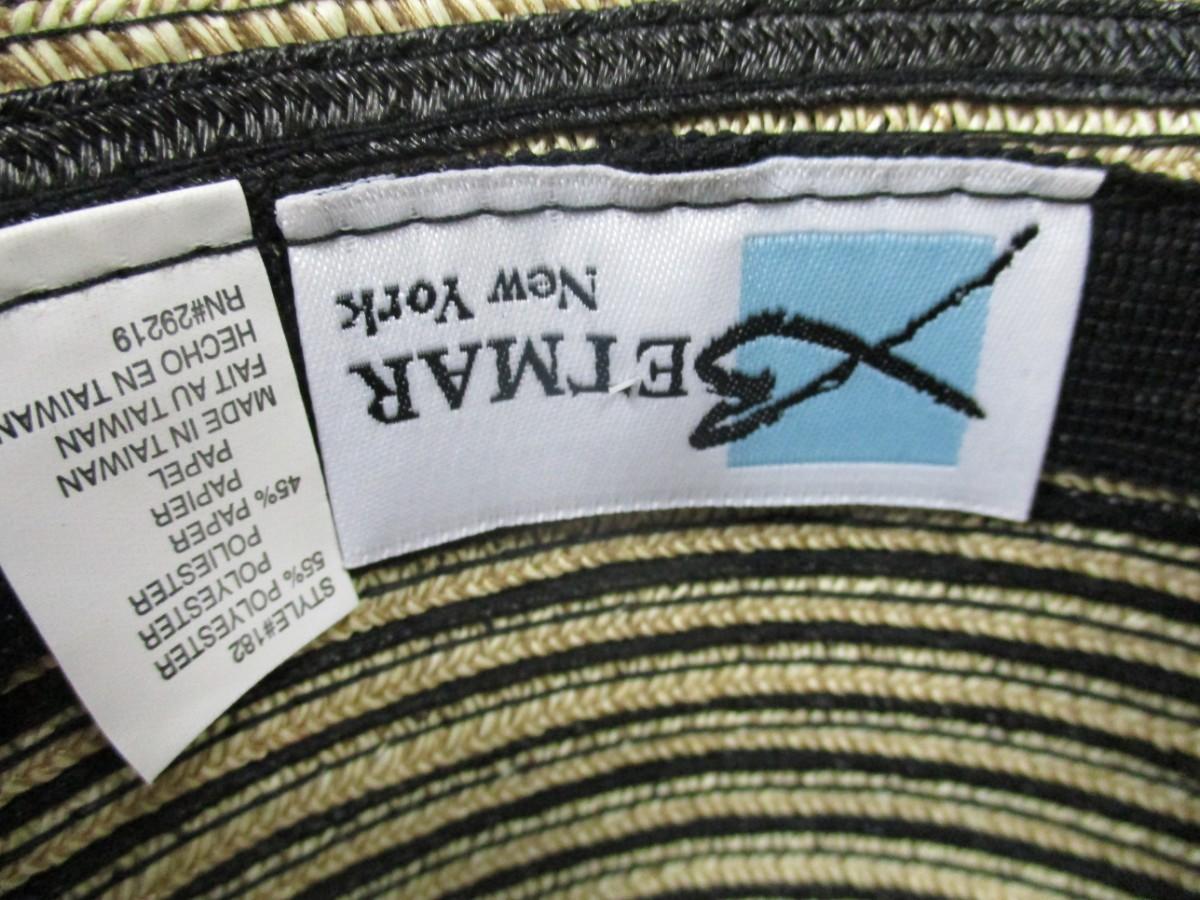 BETMAR
New York
STYLE#182
55% POLYESTER
POLYESTER
POLIESTER
45% PAPER
PAPIER
PAPEL
MADE IN TAIWAN
FAIT AU TAIWAN
HECHO EN TAIWAN
RN#29219